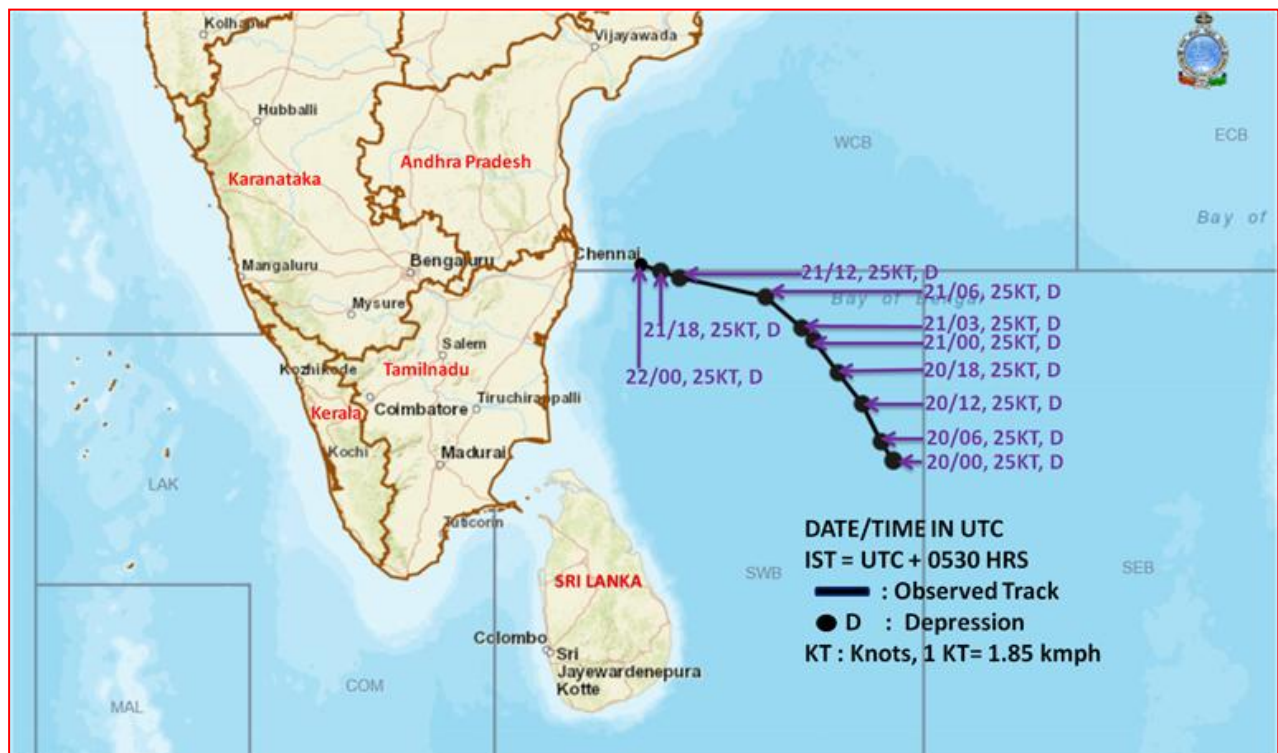 Kolhapur
Vijayawada
Hubballi
WCB
ECB
Andhra Pradesh
Karanataka
Bay of
Chennai
Mangaluru
Bengaluru
21/12, 25KT, D
21/06, 25KT, D
Bay of Bengal
Mysure
21/18, 25KT, D
21/03, 25KT, D
21/00, 25KT, D
Salem
Kozhikode
Tamilnadu
22/00, 25KT, D
20/18, 25KT, D
Coimbatore
Tiruchirappalli
20/12, 25KT, D
Kerala
20/06, 25KT, D
Kochi
Madurai
20/00, 25KT, D
LAK
Tuticorin
DATE/TIME IN UTC
IST = UTC + 0530 HRS
SRI LANKA
SWB
SEB
: Observed Track
D : Depression
Colombo
Sri
Jayewardenepura
Kotte
KT : Knots, 1 KT= 1.85 kmph
COM
MAL